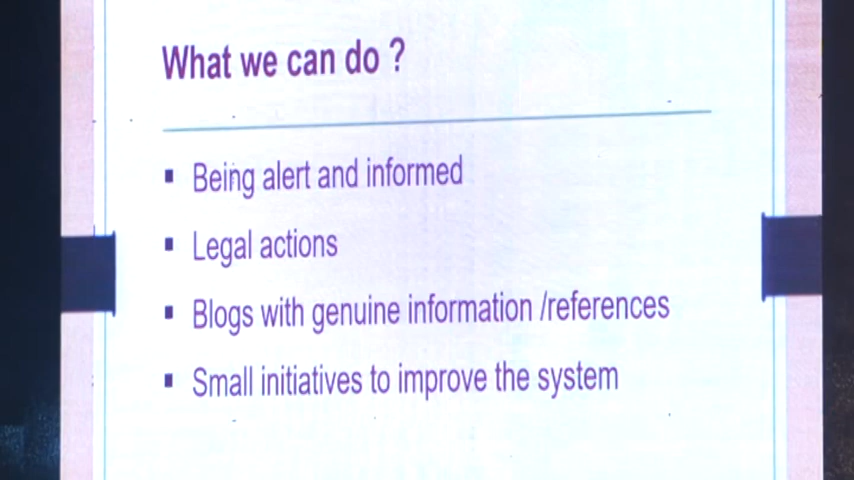 What we can do ?
Being alert and informed
Legal actions
Blogs with genuine information /references
Small initiatives to improve the system